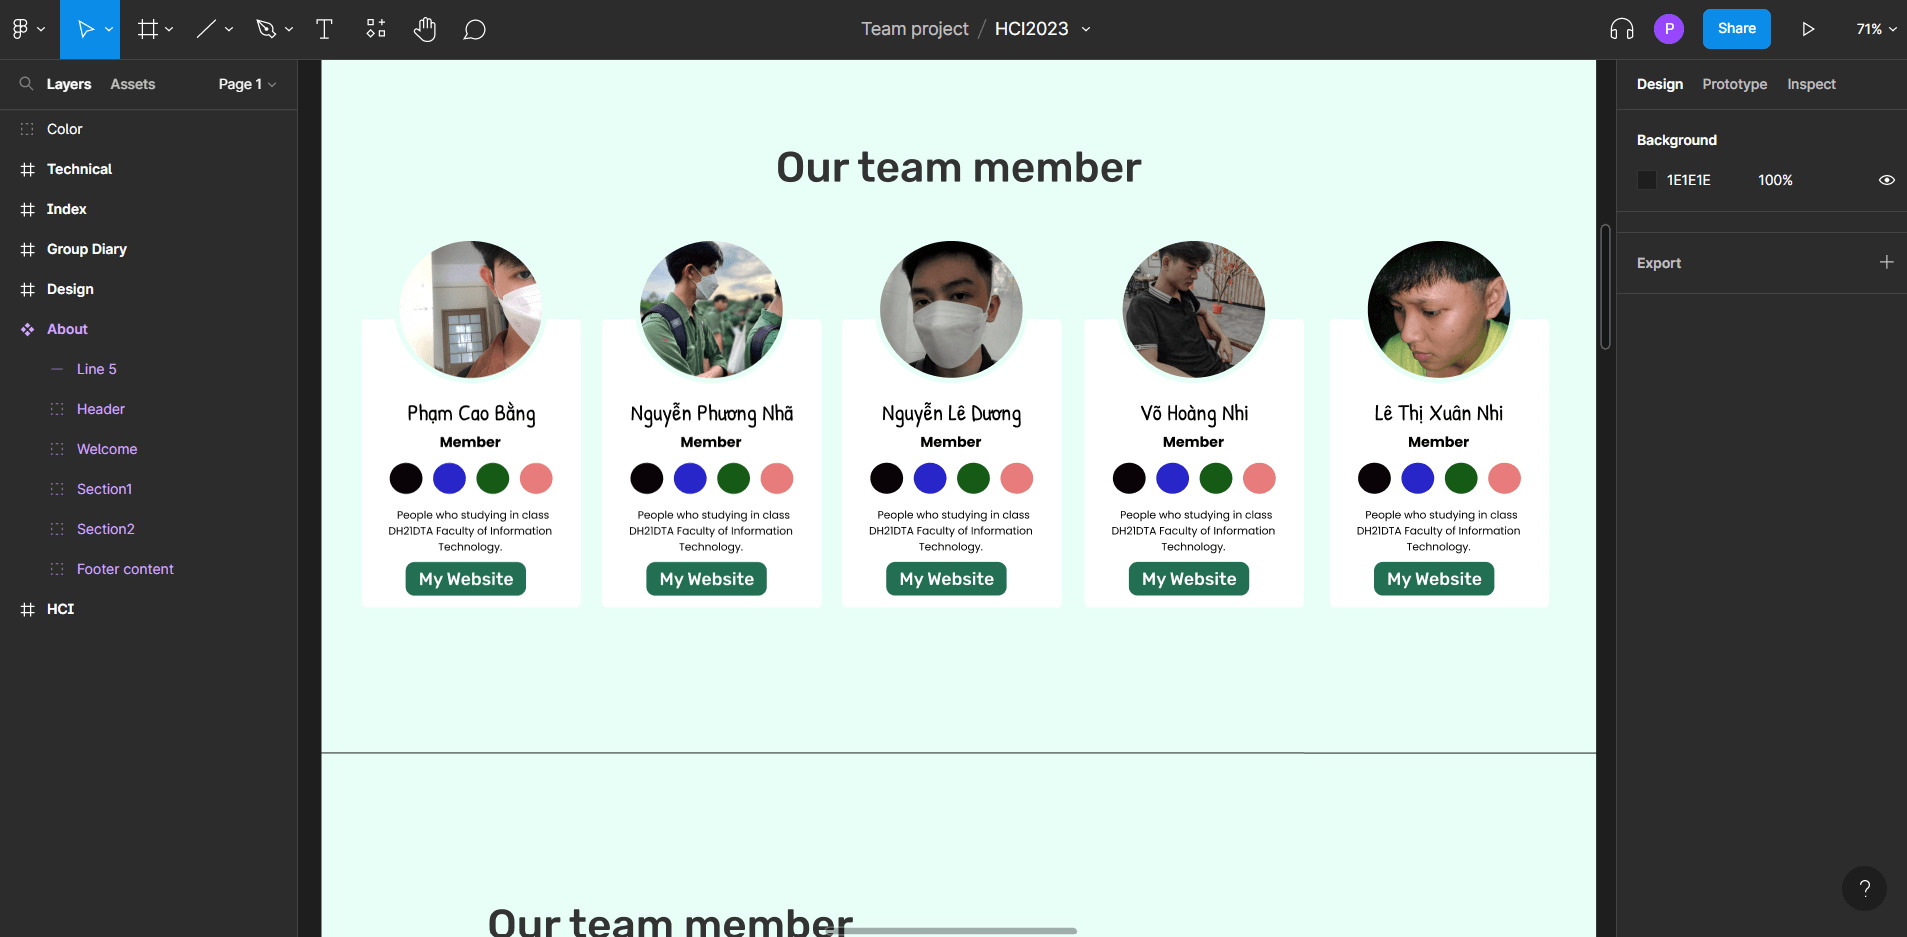 Team project / HCI2023
P
Share
71%
Layers
Assets
Page 1
Color
Technical
Index
Group Diary
Design
About
Line 5
Header
Welcome
Section1
Section2
Footer content
HCI
Our team member
Phạm Cao Bằng
Member
People who studying in class
DH21DTA Faculty of Information
Technology.
My Website
Nguyễn Phương Nhã
Member
People who studying in class
DH21DTA Faculty of Information
Technology.
My Website
Nguyễn Lê Dương
Member
People who studying in class
DH21DTA Faculty of Information
Technology.
My Website
Võ Hoàng Nhi
Member
People who studying in class
DH21DTA Faculty of Information
Technology.
My Website
Lê Thị Xuân Nhi
Member
People who studying in class
DH21DTA Faculty of Information
Technology.
My Website
Our team member
Design
Prototype
Inspect
Background
1E1E1E
100%
Export
?